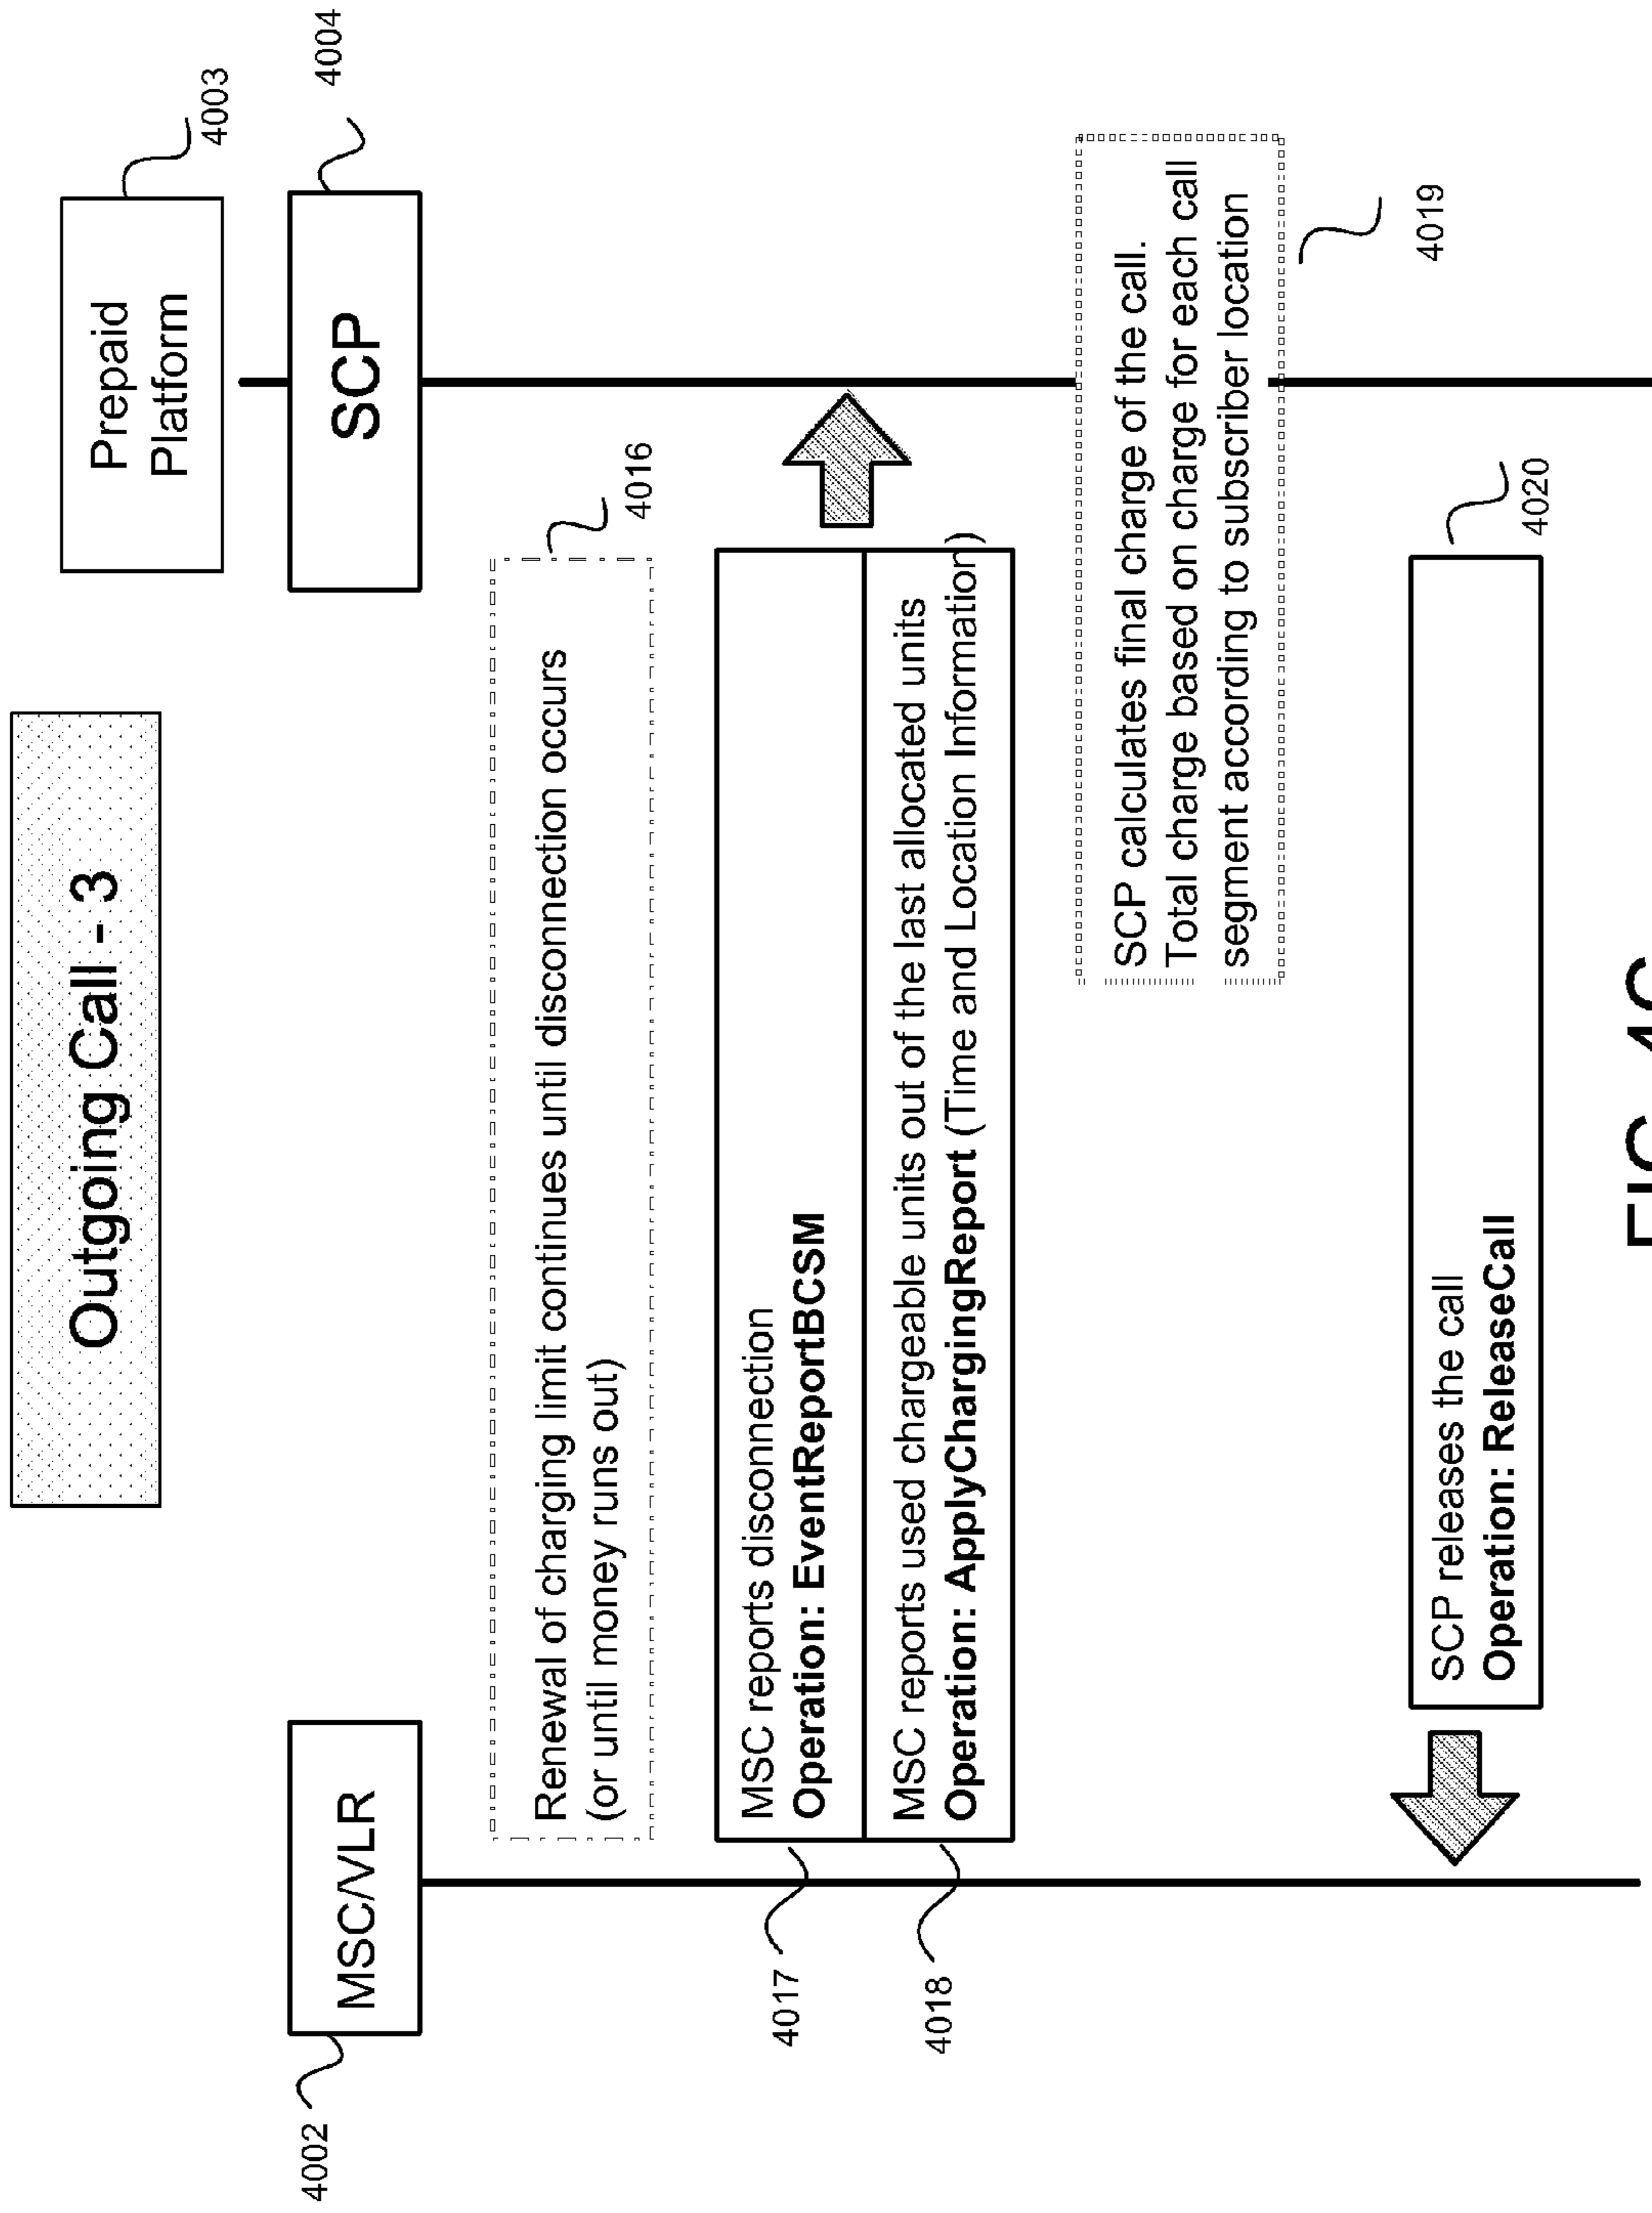 Outgoing Call - 3
Prepaid
Platform
4003
4002
MSC/VLR
SCP
4004
Renewal of charging limit continues until disconnection occurs
(or until money runs out)
4016
4017
MSC reports disconnection
Operation: EventReportBCSM
4018
MSC reports used chargeable units out of the last allocated units
Operation: ApplyChargingReport (Time and Location Information)
SCP calculates final charge of the call.
Total charge based on charge for each call
segment according to subscriber location
4019
SCP releases the call
Operation: ReleaseCall
4020